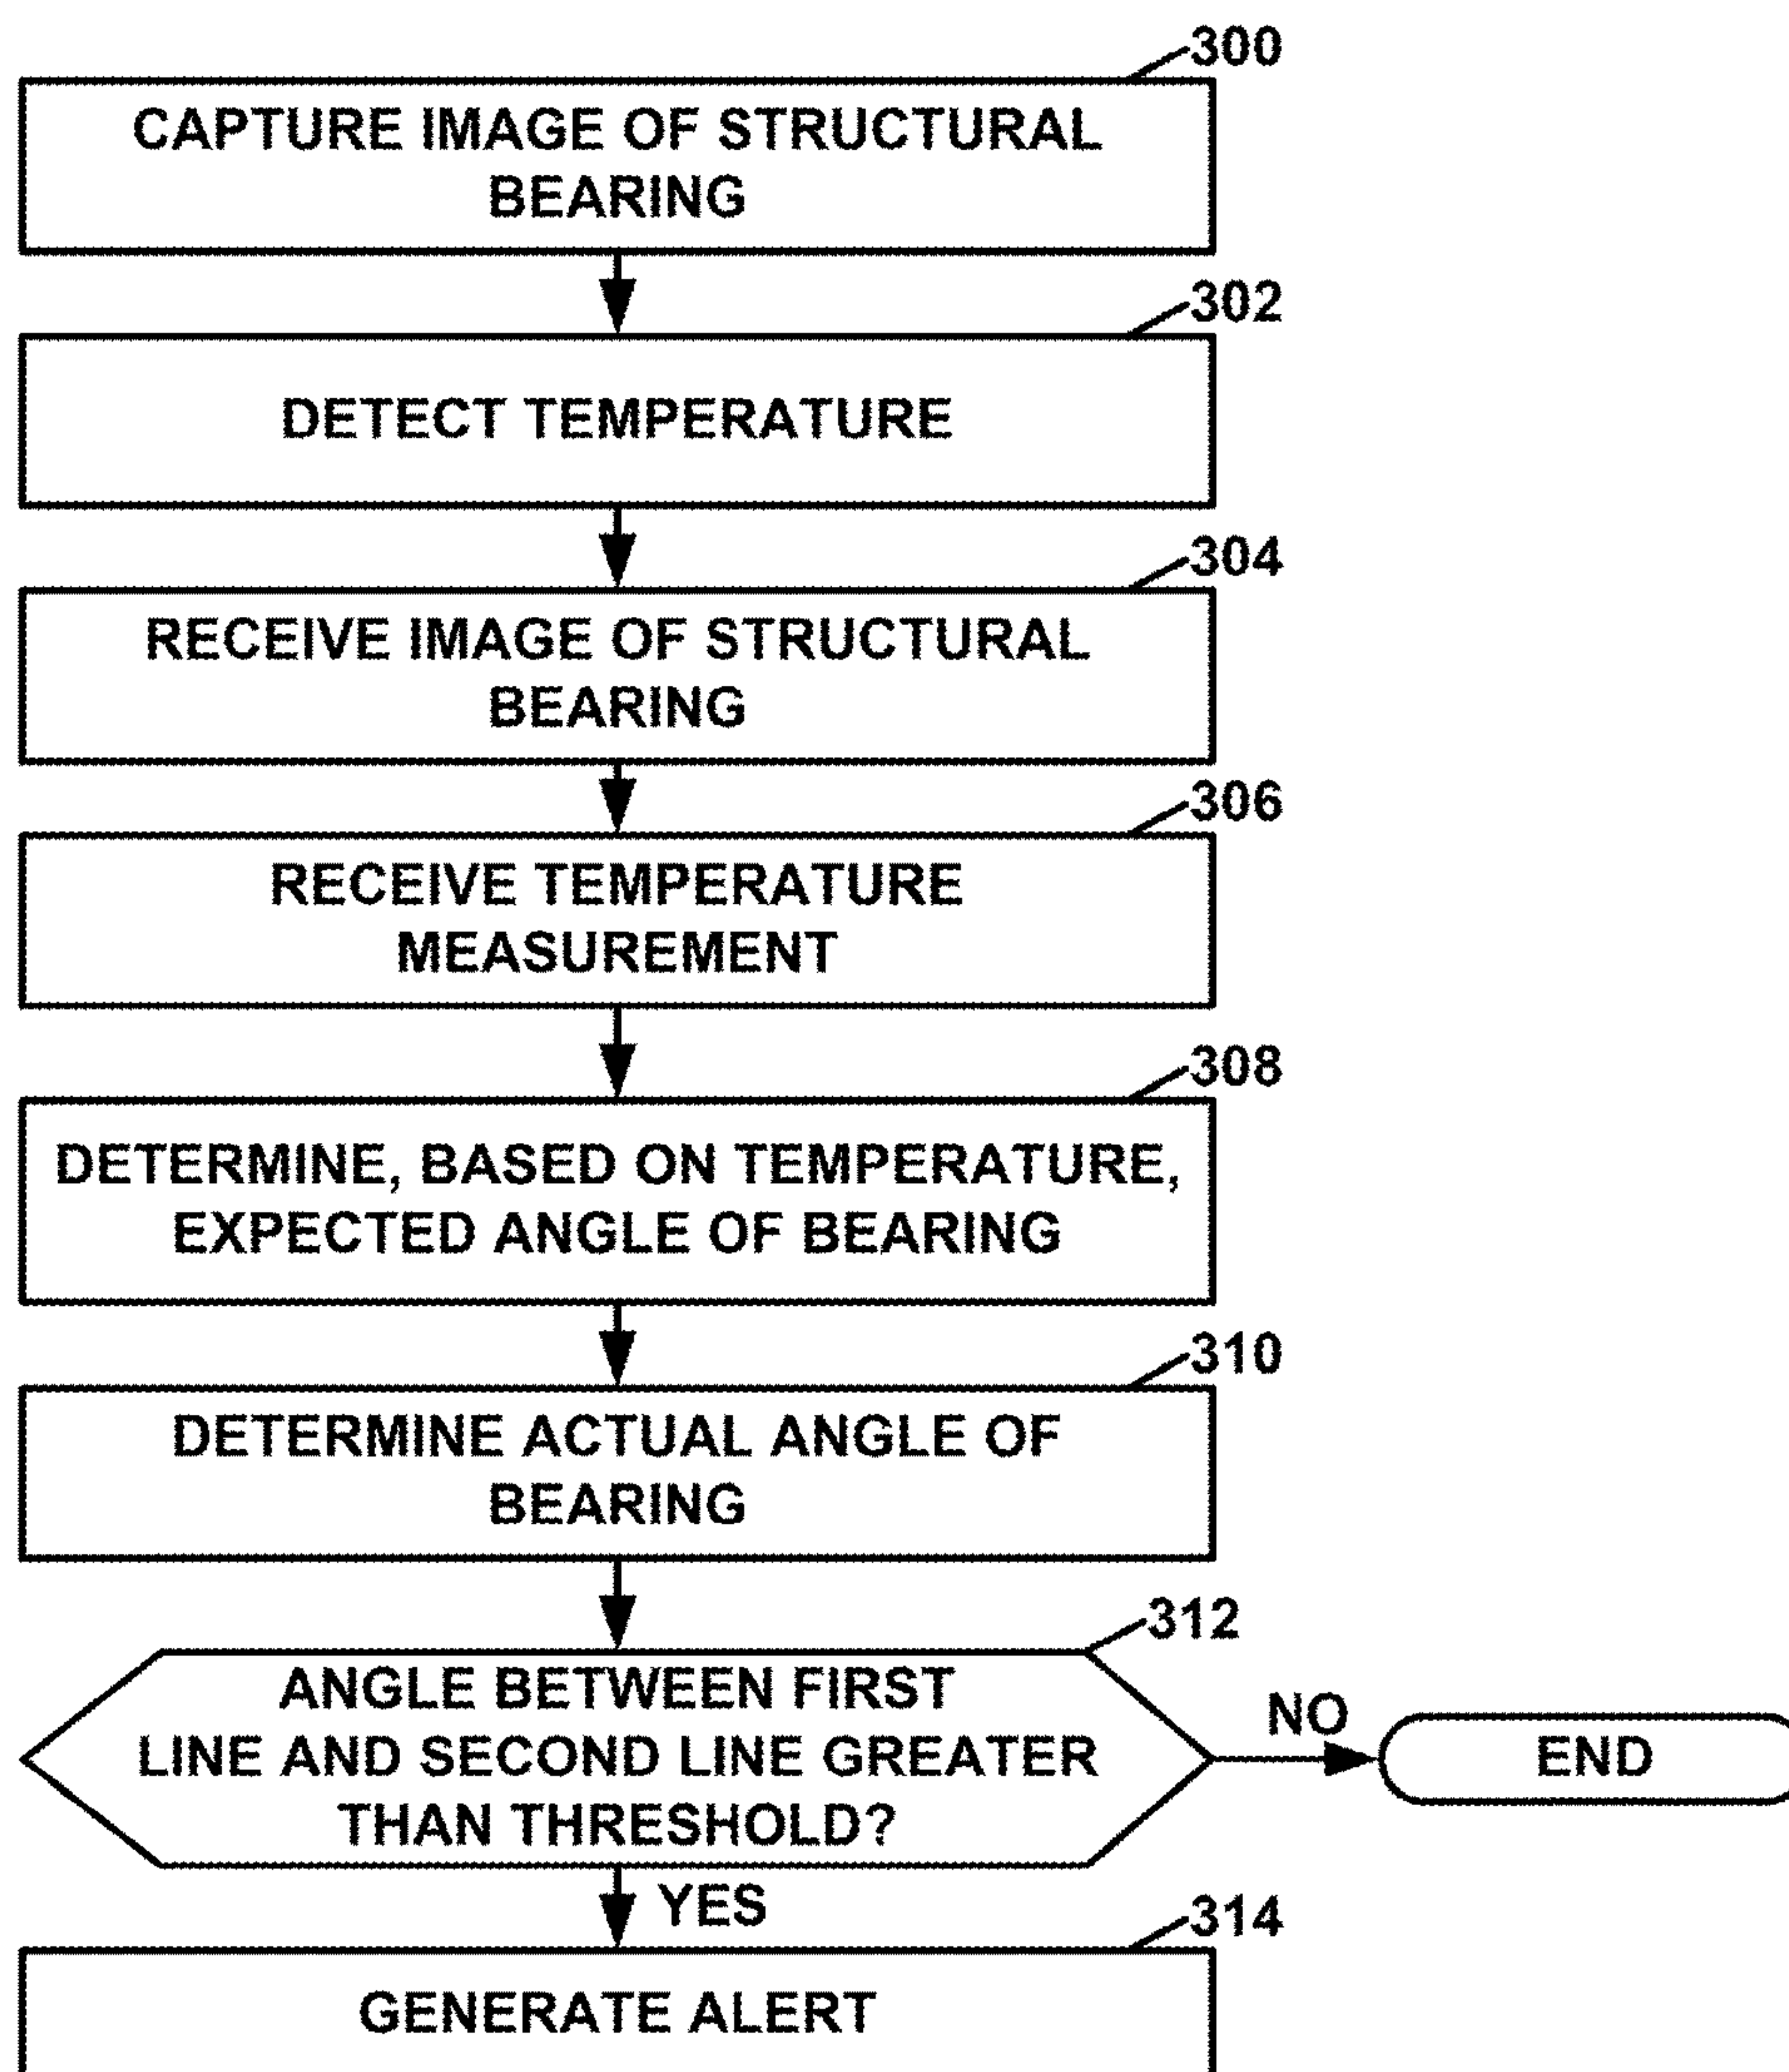 300
CAPTURE IMAGE OF STRUCTURAL
BEARING
302
DETECT TEMPERATURE
304
RECEIVE IMAGE OF STRUCTURAL
BEARING
306
RECEIVE TEMPERATURE
MEASUREMENT
308
DETERMINE, BASED ON TEMPERATURE,
EXPECTED ANGLE OF BEARING
310
DETERMINE ACTUAL ANGLE OF
BEARING
312
ANGLE BETWEEN FIRST
LINE AND SECOND LINE GREATER
THAN THRESHOLD?
NO
END
YES
314
GENERATE ALERT